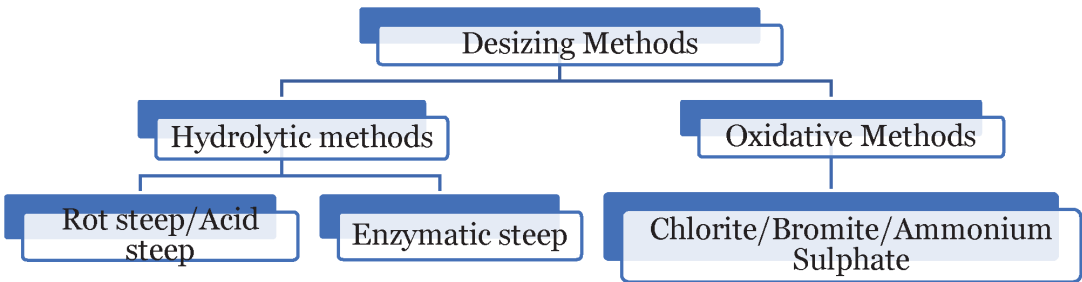 Desizing Methods
Hydrolytic methods
Oxidative Methods
Rot steep/Acid
steep
Enzymatic steep
Chlorite/Bromite/Ammonium
Sulphate